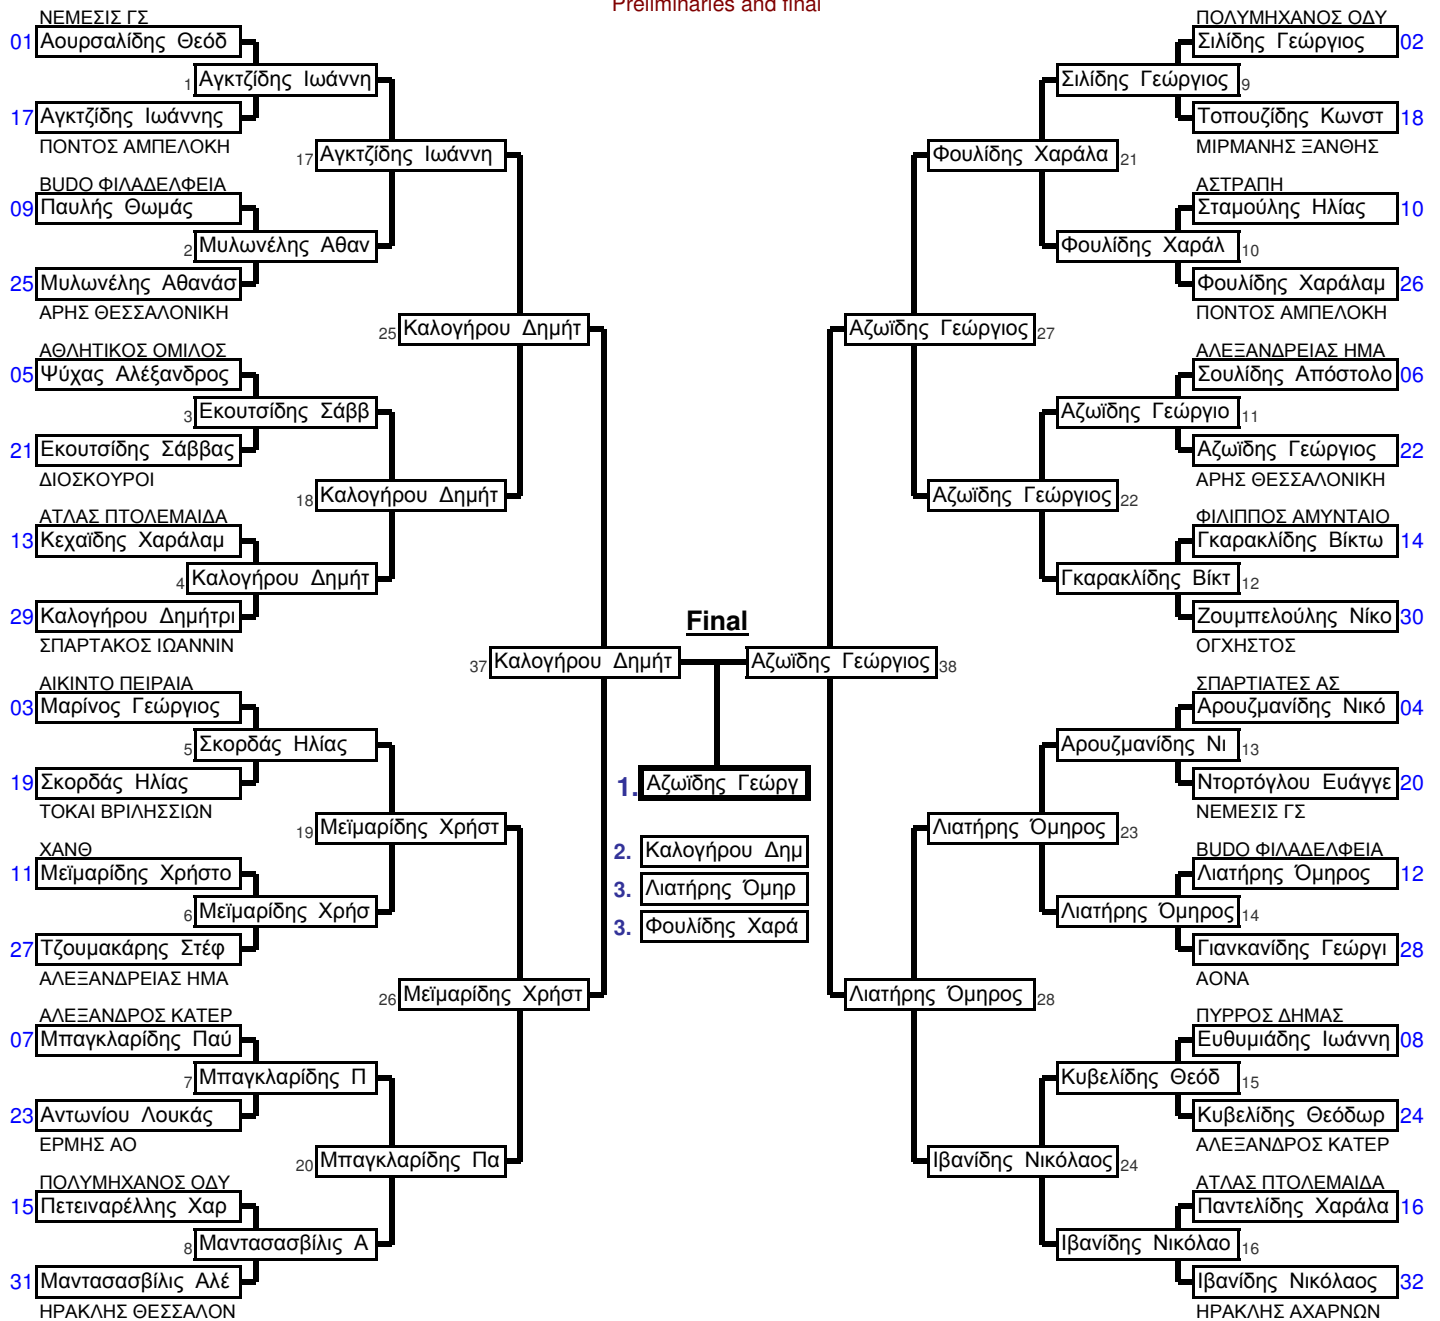 Preliminaries and final
ΝΕΜΕΣΙΣ ΓΣ
01 Αουρσαλίδης Θεόδ
1 Αγκτζίδης Ιωάννη
17 Αγκτζίδης Ιωάννης
ΠΟΝΤΟΣ ΑΜΠΕΛΟΚΗ
17 Αγκτζίδης Ιωάννη
BUDO ΦΙΛΑΔΕΛΦΕΙΑ
09 Παυλής Θωμάς
2 Μυλωνέλης Αθαν
25 Μυλωνέλης Αθανάσ
ΑΡΗΣ ΘΕΣΣΑΛΟΝΙΚΗ
25 Καλογήρου Δημήτ
ΑΘΛΗΤΙΚΟΣ ΟΜΙΛΟΣ
05 Ψύχας Αλέξανδρος
3 Εκουτσίδης Σάββ
21 Εκουτσίδης Σάββας
ΔΙΟΣΚΟΥΡΟΙ
18 Καλογήρου Δημήτ
ΑΤΛΑΣ ΠΤΟΛΕΜΑΙΔΑ
13 Κεχαΐδης Χαράλαμ
4 Καλογήρου Δημήτ
29 Καλογήρου Δημήτρι
ΣΠΑΡΤΑΚΟΣ ΙΩΑΝΝΙΝ
37 Καλογήρου Δημήτ
ΑΙΚΙΝΤΟ ΠΕΙΡΑΙΑ
03 Μαρίνος Γεώργιος
5 Σκορδάς Ηλίας
19 Σκορδάς Ηλίας
ΤΟΚΑΙ ΒΡΙΛΗΣΣΙΩΝ
19 Μεϊμαρίδης Χρήστ
ΧΑΝΘ
11 Μεϊμαρίδης Χρήστο
6 Μεϊμαρίδης Χρήσ
27 Τζουμακάρης Στέφ
ΑΛΕΞΑΝΔΡΕΙΑΣ ΗΜΑ
26 Μεϊμαρίδης Χρήστ
ΑΛΕΞΑΝΔΡΟΣ ΚΑΤΕΡ
07 Μπαγκλαρίδης Παύ
7 Μπαγκλαρίδης Π
23 Αντωνίου Λουκάς
ΕΡΜΗΣ ΑΟ
20 Μπαγκλαρίδης Πα
ΠΟΛΥΜΗΧΑΝΟΣ ΟΔΥ
15 Πετειναρέλλης Χαρ
8 Μαντασασβίλις Α
31 Μαντασασβίλις Αλέ
ΗΡΑΚΛΗΣ ΘΕΣΣΑΛΟΝ
Final
1. Αζωϊδης Γεώργ
2. Καλογήρου Δημ
3. Λιατήρης Όμηρ
3. Φουλίδης Χαρά
ΠΟΛΥΜΗΧΑΝΟΣ ΟΔΥ
Σιλίδης Γεώργιος 02
Σιλίδης Γεώργιος 9
Τοπουζίδης Κωνστ 18
ΜΙΡΜΑΝΗΣ ΞΑΝΘΗΣ
Φουλίδης Χαράλα 21
ΑΣΤΡΑΠΗ
Σταμούλης Ηλίας 10
Φουλίδης Χαράλ 10
Φουλίδης Χαράλαμ 26
ΠΟΝΤΟΣ ΑΜΠΕΛΟΚΗ
Αζωϊδης Γεώργιος 27
ΑΛΕΞΑΝΔΡΕΙΑΣ ΗΜΑ
Σουλίδης Απόστολο 06
Αζωϊδης Γεώργιο 11
Αζωϊδης Γεώργιος 22
ΑΡΗΣ ΘΕΣΣΑΛΟΝΙΚΗ
Αζωϊδης Γεώργιος 22
ΦΙΛΙΠΠΟΣ ΑΜΥΝΤΑΙΟ
Γκαρακλίδης Βίκτω 14
Γκαρακλίδης Βίκτ 12
Ζουμπελούλης Νίκο 30
ΟΓΧΗΣΤΟΣ
Αζωϊδης Γεώργιος 38
ΣΠΑΡΤΙΑΤΕΣ ΑΣ
Αρουζμανίδης Νικό 04
Αρουζμανίδης Νι 13
Ντορτόγλου Ευάγγε 20
ΝΕΜΕΣΙΣ ΓΣ
Λιατήρης Όμηρος 23
BUDO ΦΙΛΑΔΕΛΦΕΙΑ
Λιατήρης Όμηρος 12
Λιατήρης Όμηρος 14
Γιανκανίδης Γεώργι 28
ΑΟΝΑ
Λιατήρης Όμηρος 28
ΠΥΡΡΟΣ ΔΗΜΑΣ
Ευθυμιάδης Ιωάννη 08
Κυβελίδης Θεόδ 15
Κυβελίδης Θεόδωρ 24
ΑΛΕΞΑΝΔΡΟΣ ΚΑΤΕΡ
Ιβανίδης Νικόλαος 24
ΑΤΛΑΣ ΠΤΟΛΕΜΑΙΔΑ
Παντελίδης Χαράλα 16
Ιβανίδης Νικόλαο 16
Ιβανίδης Νικόλαος 32
ΗΡΑΚΛΗΣ ΑΧΑΡΝΩΝ